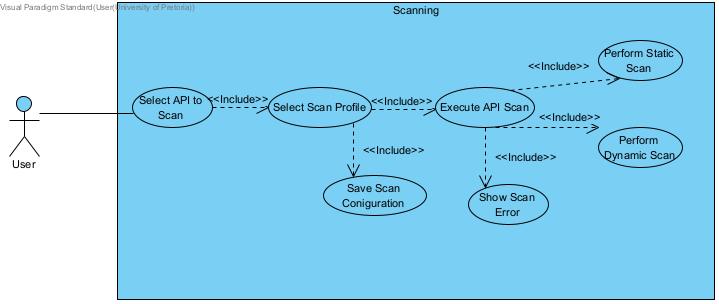 Visual Paradigm Standard(User(University of Pretoria))
Scanning
Perform Static
Scan
<<Include>>
Select API to
Scan
<<Include>>
Select Scan Profile
<<Include>>
Execute API Scan
<<Include>>
Perform
Dynamic Scan
User
<<Include>>
<<Include>>
Save Scan
Coniguration
Show Scan
Error